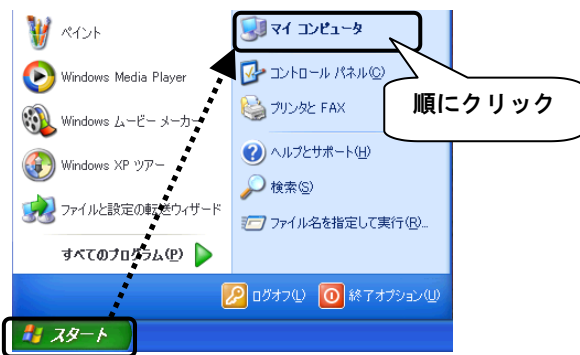 ペイント
Windows Media Player
Windows ムービー メーカー
Windows XP ツアー
ファイルと設定の転送ウィザード
すべてのプログラム(P)
マイ コンピュータ
コントロール パネル(C)
プリンタと FAX
ヘルプとサポート(H)
検索(S)
ファイル名を指定して実行(R)...
順にクリック
ログオフ(L)
終了オプション(U)
スタート